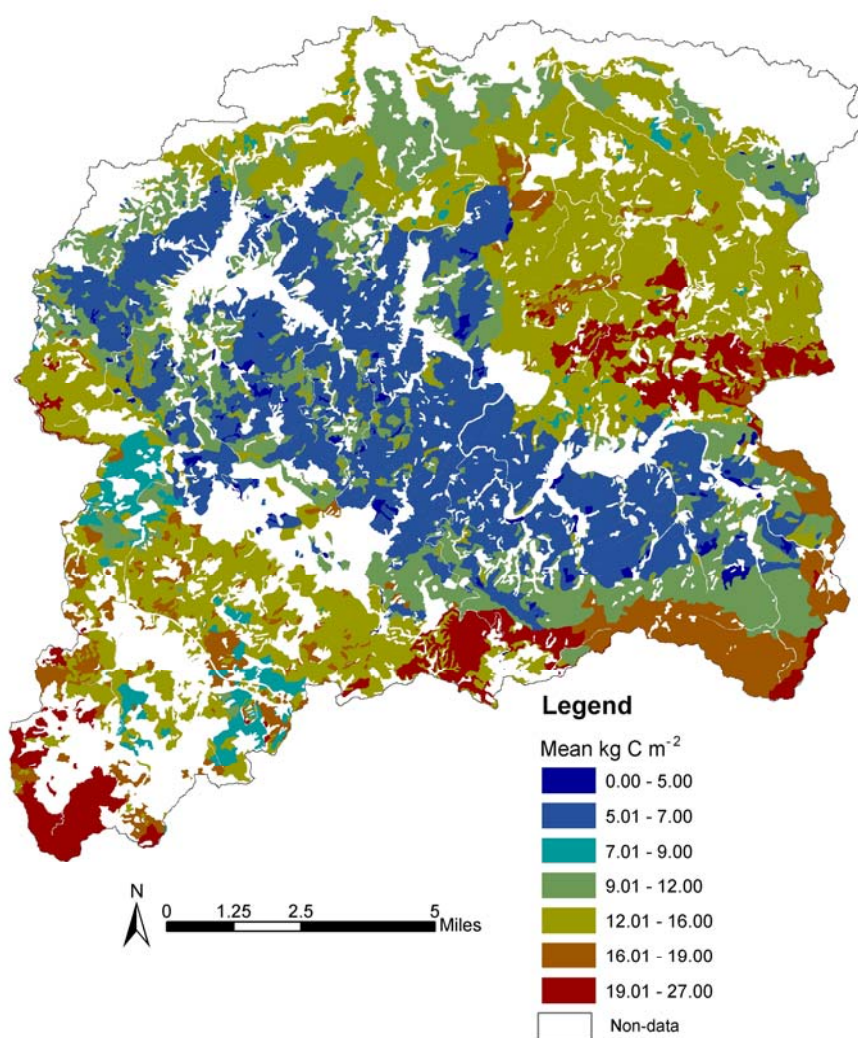 Legend
Mean kg C m⁻²
0.00 - 5.00
5.01 - 7.00
7.01 - 9.00
9.01 - 12.00
12.01 - 16.00
16.01 - 19.00
19.01 - 27.00
Non-data
N
0 1.25 2.5 5
Miles